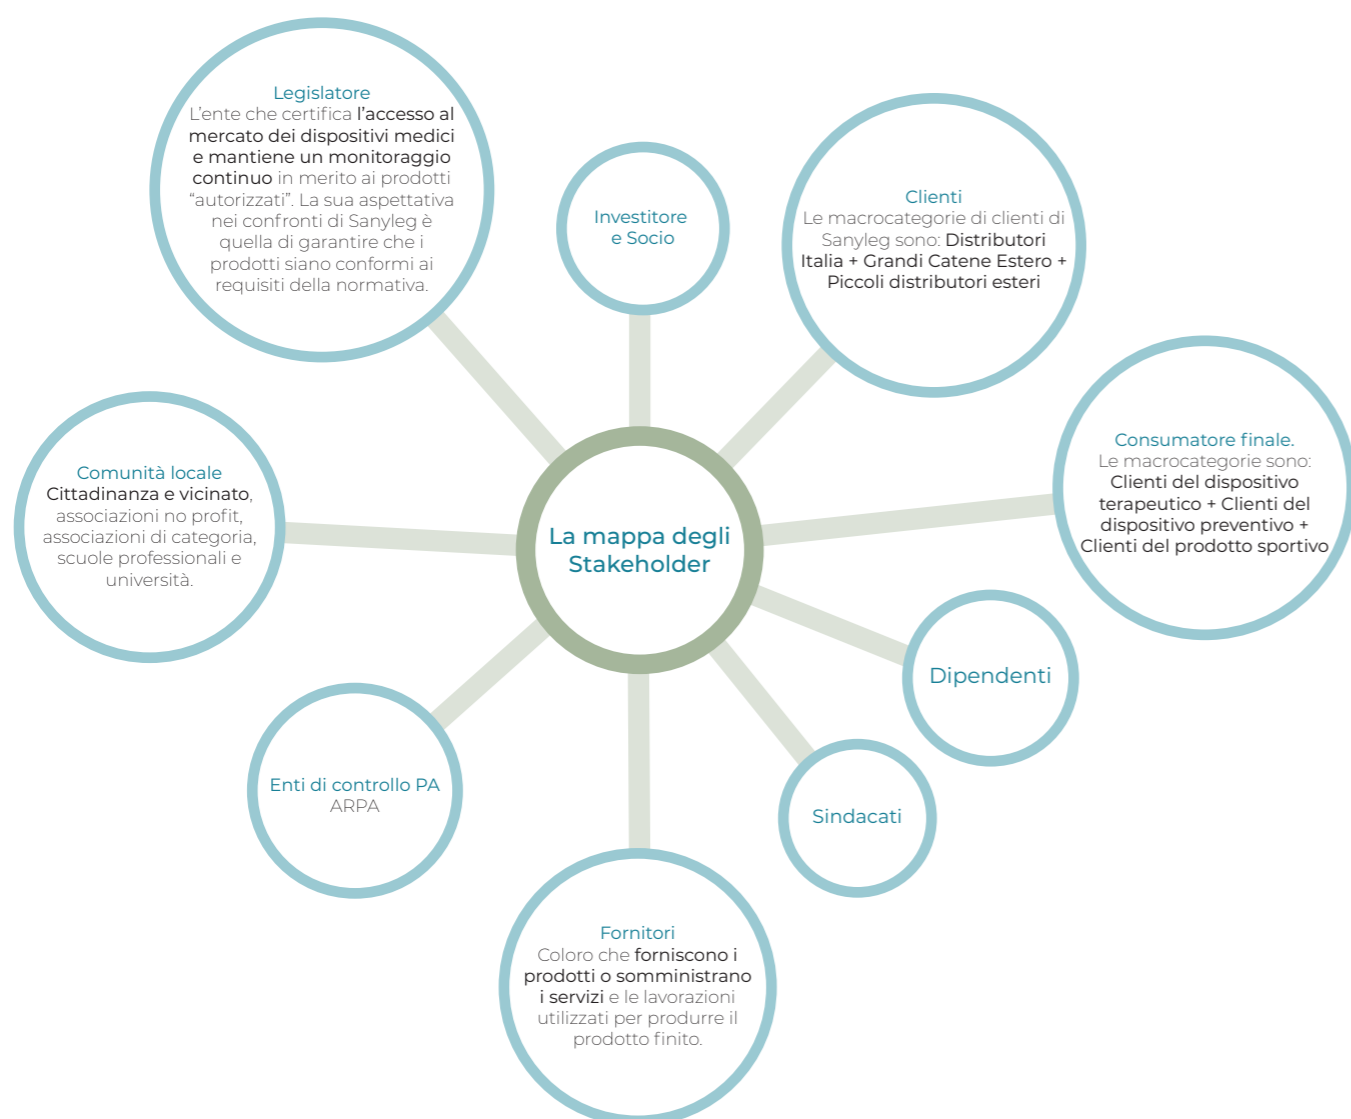 Legislatore
L'ente che certifica l'accesso al
mercato dei dispositivi medici
e mantiene un monitoraggio
continuo in merito ai prodotti
“autorizzati”. La sua aspettativa
nei confronti di Sanyleg è
quella di garantire che i
prodotti siano conformi ai
requisiti della normativa.
Investitore
e Socio
Clienti
Le macrocategorie di clienti di
Sanyleg sono: Distributori
Italia + Grandi Catene Estero +
Piccoli distributori esteri
Consumatore finale.
Le macrocategorie sono:
Clienti del dispositivo
terapeutico + Clienti del
dispositivo preventivo +
Clienti del prodotto sportivo
Comunità locale
Cittadinanza e vicinato,
associazioni no profit,
associazioni di categoria,
scuole professionali e
università.
La mappa degli
Stakeholder
Dipendenti
Enti di controllo PA
ARPA
Sindacati
Fornitori
Coloro che forniscono i
prodotti o somministrano
i servizi e le lavorazioni
utilizzati per produrre il
prodotto finito.